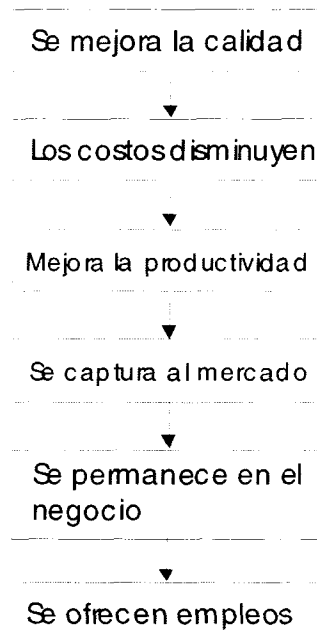 Se mejora la calidad
Los costos disminuyen
Mejora la productividad
Se captura al mercado
Se permanece en el
negocio
Se ofrecen empleos